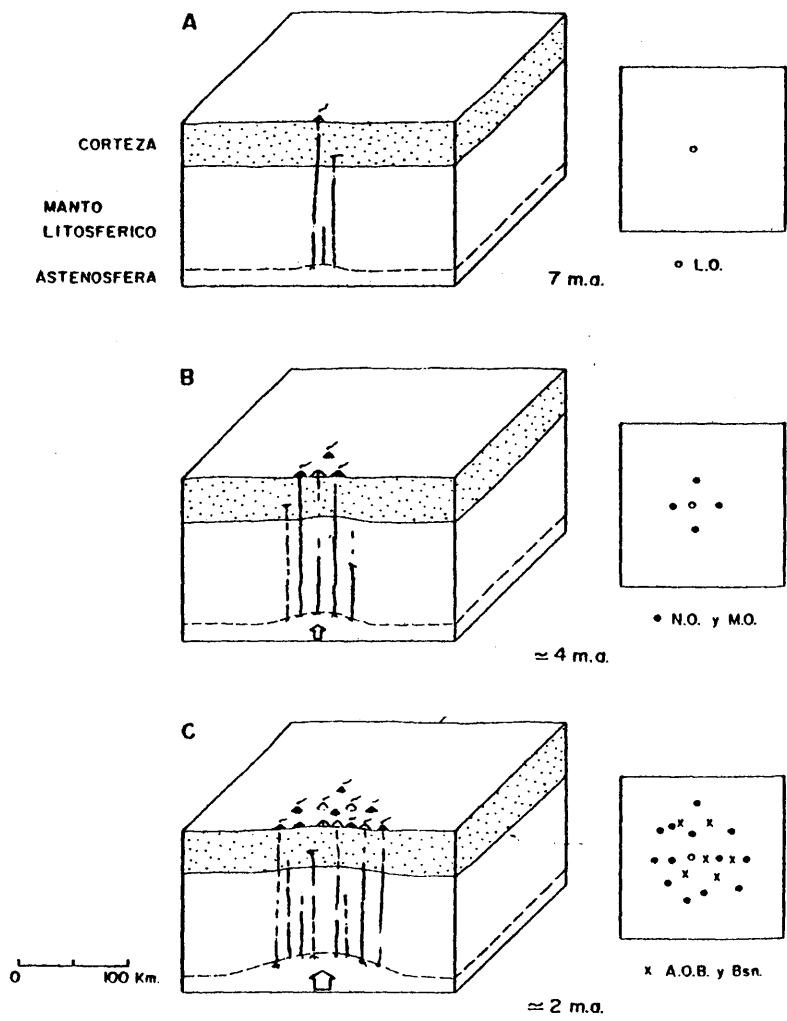 A
CORTEZA
MANTO
LITOSFERICO
ASTENOSFERA
7 m.a.
o L.O.
B
● N.O. y M.O.
≃ 4 m.a.
C
0 100 Km.
x A.O.B. y Bsn.
≃ 2 m.a.